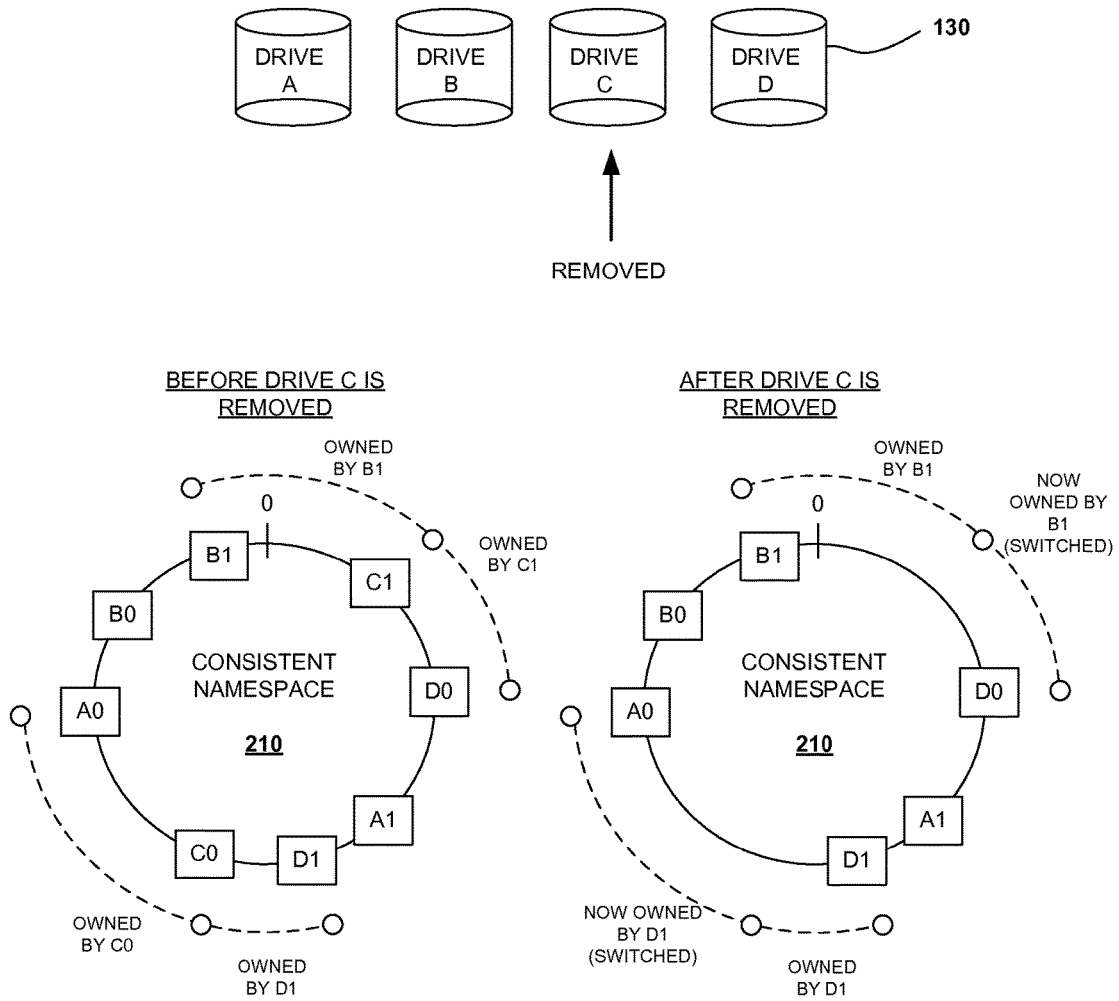 DRIVE
A
DRIVE
B
DRIVE
C
DRIVE
D
130
REMOVED
BEFORE DRIVE C IS
REMOVED
OWNED
BY B1
0
OWNED
BY C1
B1
C1
B0
CONSISTENT
NAMESPACE
210
A0
D0
A1
C0
D1
OWNED
BY C0
OWNED
BY D1
AFTER DRIVE C IS
REMOVED
OWNED
BY B1
0
NOW
OWNED BY
B1
(SWITCHED)
B1
B0
CONSISTENT
NAMESPACE
210
A0
D0
A1
D1
NOW OWNED
BY D1
(SWITCHED)
OWNED
BY D1